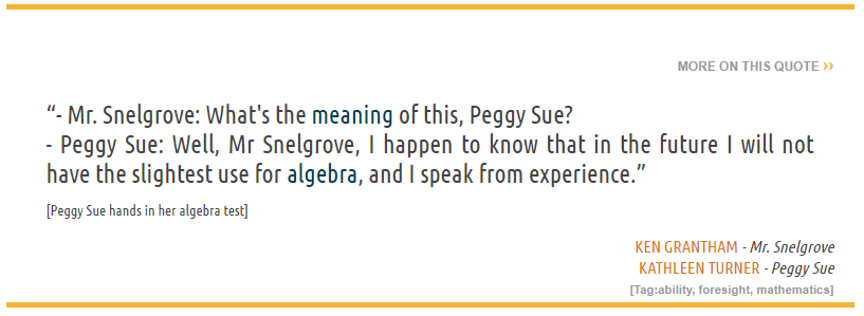 MORE ON THIS QUOTE ››
“- Mr. Snelgrove: What's the meaning of this, Peggy Sue?
- Peggy Sue: Well, Mr Snelgrove, I happen to know that in the future I will not
have the slightest use for algebra, and I speak from experience.”
[Peggy Sue hands in her algebra test]
KEN GRANTHAM - Mr. Snelgrove
KATHLEEN TURNER - Peggy Sue
[Tag:ability, foresight, mathematics]